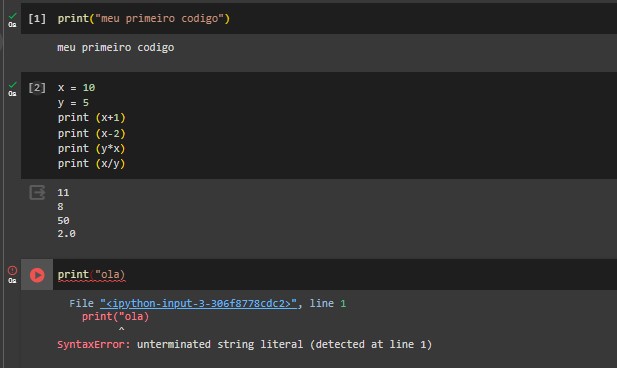 [1] print("meu primeiro codigo")
0s
meu primeiro codigo
[2] x = 10
0s
y = 5
print (x+1)
print (x-2)
print (y*x)
print (x/y)
11
8
50
2.0
print("ola)
0s
File "<ipython-input-3-306f8778cdc2>", line 1
print("ola)
^
SyntaxError: unterminated string literal (detected at line 1)